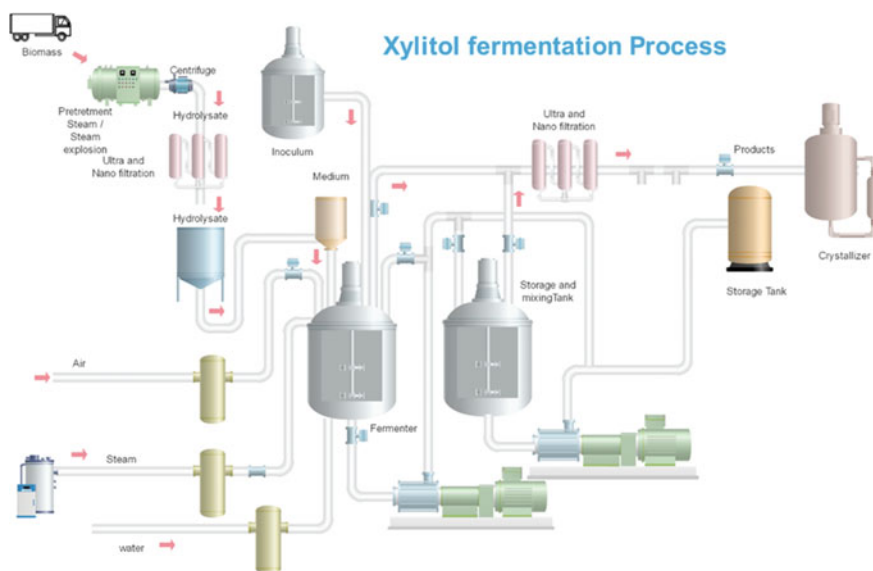 Xylitol fermentation Process
Biomass
Centrifuge
Pretretment
Steam /
Steam
explosion
Hydrolysate
Ultra and
Nano filtration
Inoculum
Ultra and
Nano filtration
Products
Medium
Hydrolysate
Storage and
mixingTank
Storage Tank
Crystallizer
Air
Fermenter
Steam
water